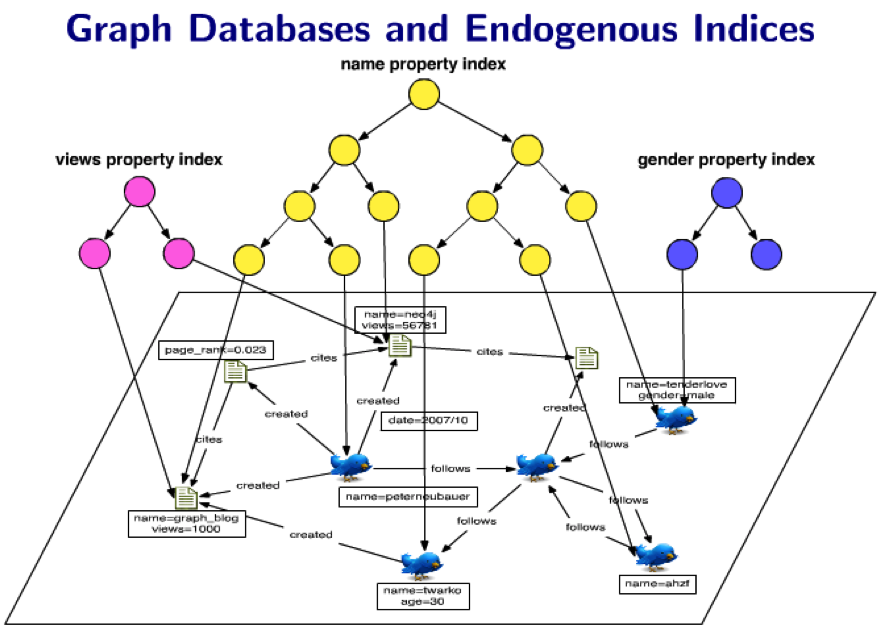 Graph Databases and Endogenous Indices
name property index
views property index
gender property index
name=neo4j
views=56781
page_rank=0.023
cites
cites
name=tenderlove
gender=male
created
created
created
date=2007/10
cites
follows
follows
created
name=peterneubauer
follows
follows
name=graph_blog
views=1000
follows
created
name=twarko
age=30
name=ahzf